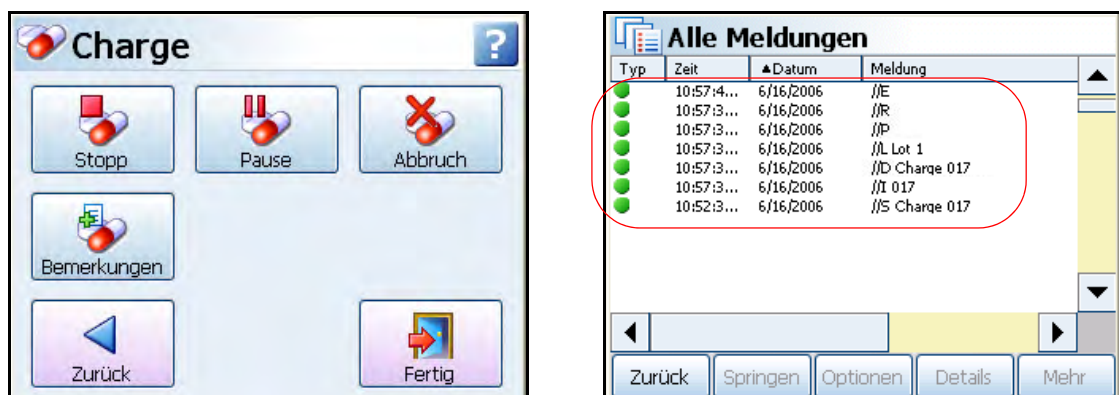 Charge ?
Stopp Pause Abbruch
Bemerkungen
Zurück Fertig
Alle Meldungen
Typ Zeit ▲Datum Meldung
10:57:4... 6/16/2006 //E
10:57:3... 6/16/2006 //R
10:57:3... 6/16/2006 //P
10:57:3... 6/16/2006 //L Lot 1
10:57:3... 6/16/2006 //D Charge 017
10:57:3... 6/16/2006 //I 017
10:52:3... 6/16/2006 //S Charge 017
Zurück Springen Optionen Details Mehr